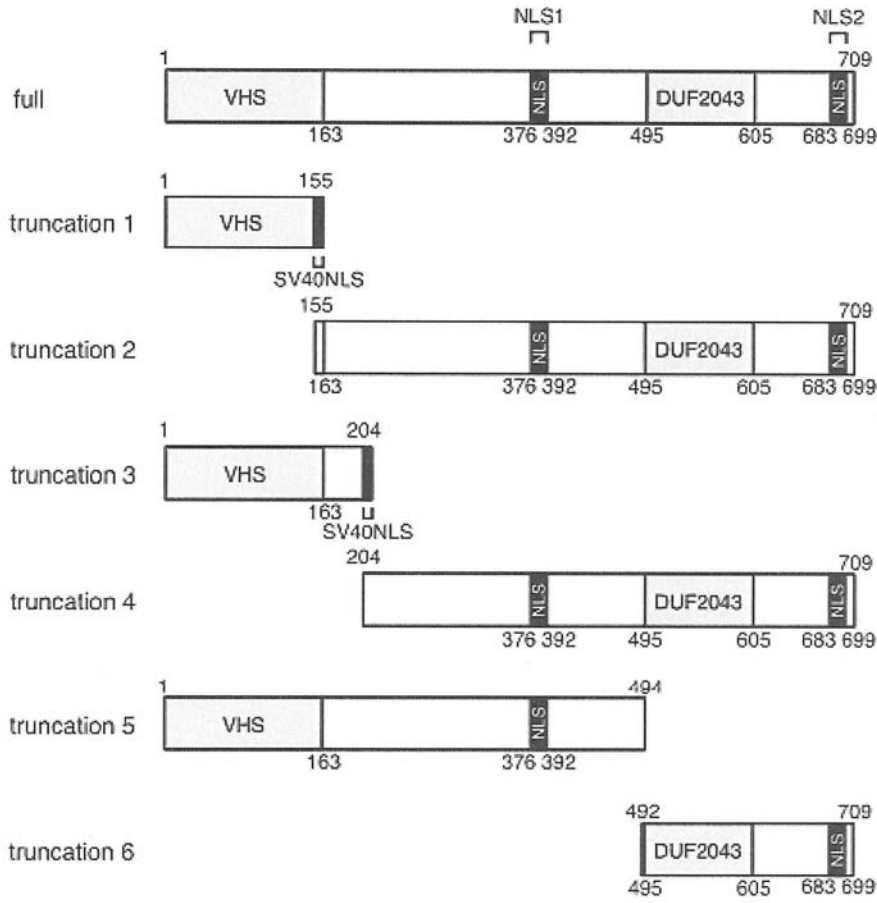 NLS1 NLS2
1 709
full VHS NLS DUF2043 NLS
163 376 392 495 605 683 699
1 155
truncation 1 VHS
SV40NLS
155 709
truncation 2 NLS DUF2043 NLS
163 376 392 495 605 683 699
1 204
truncation 3 VHS
163
SV40NLS
204 709
truncation 4 NLS DUF2043 NLS
376 392 495 605 683 699
1 494
truncation 5 VHS NLS
163 376 392
492 709
truncation 6 DUF2043 NLS
495 605 683 699